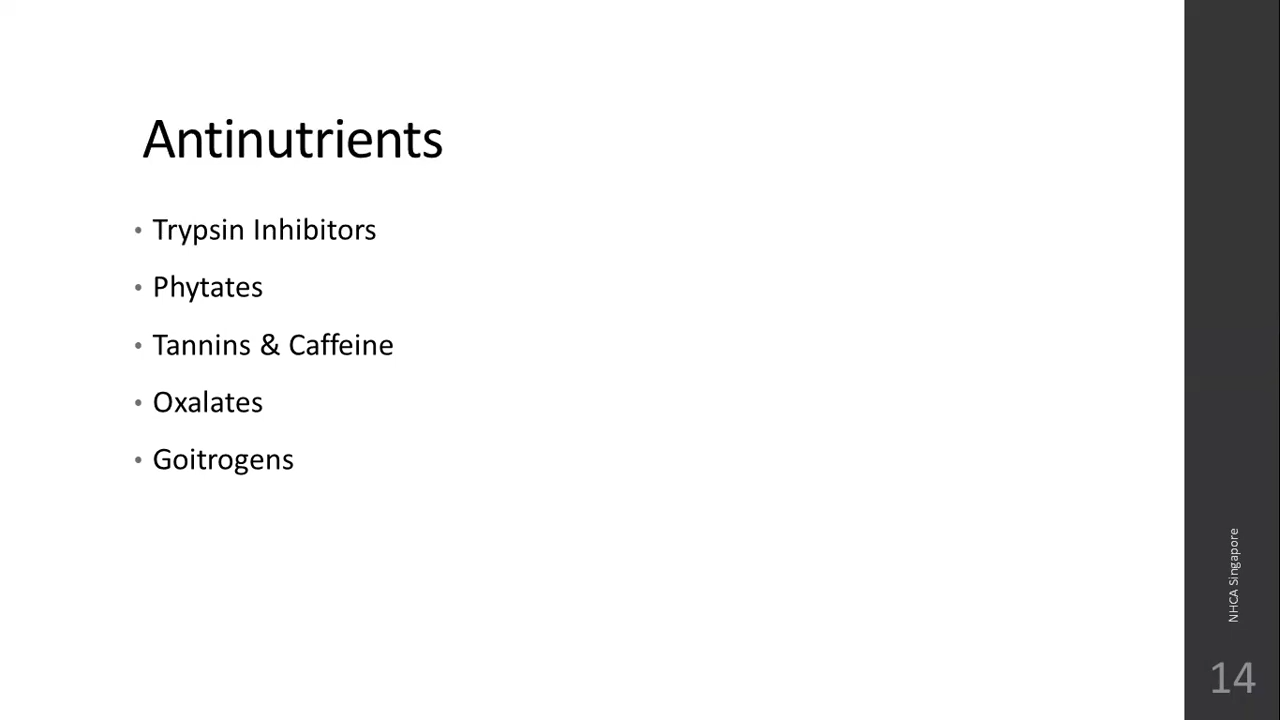 Antinutrients
• Trypsin Inhibitors
• Phytates
• Tannins & Caffeine
• Oxalates
• Goitrogens
NHCA Singapore
14